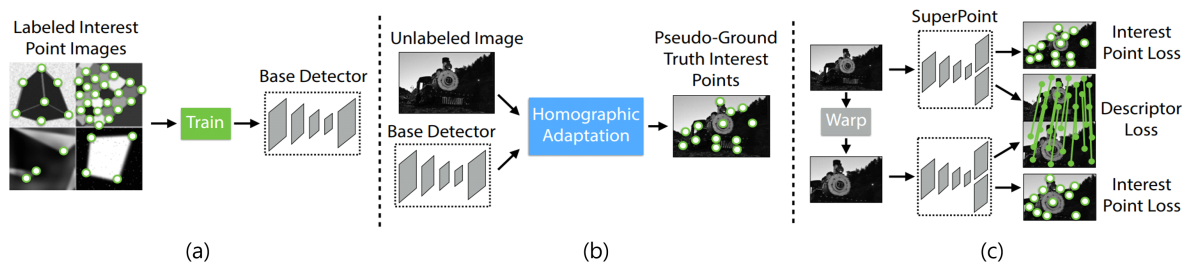 Labeled Interest
Point Images
Train
Base Detector
(a)
Unlabeled Image
Base Detector
Homographic
Adaptation
Pseudo-Ground
Truth Interest
Points
(b)
SuperPoint
Warp
Interest
Point Loss
Descriptor
Loss
Interest
Point Loss
(c)